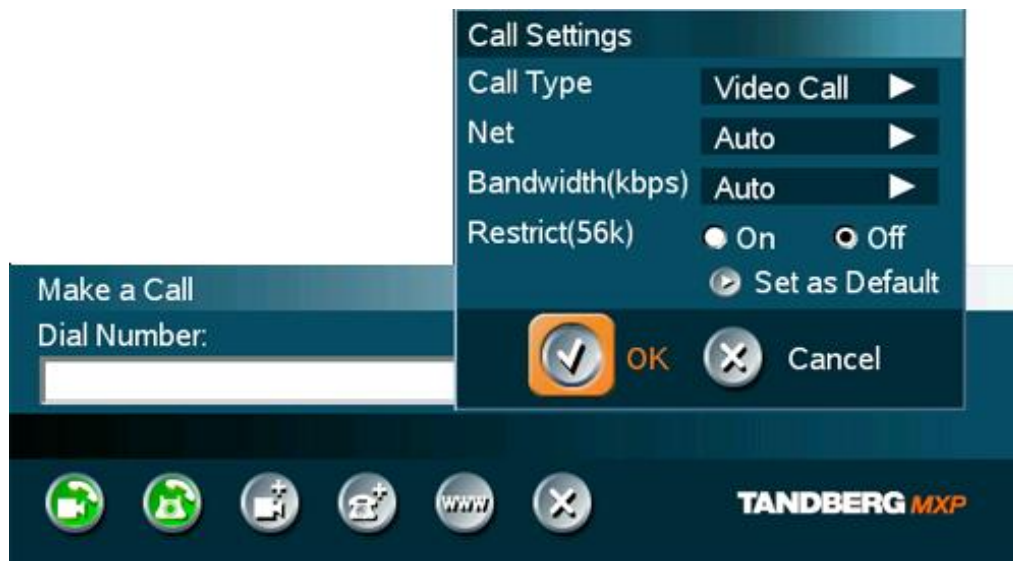 Call Settings
Call Type Video Call
Net Auto
Bandwidth(kbps) Auto
Restrict(56k) On Off
Set as Default
OK Cancel
Make a Call
Dial Number:
www
TANDBERG MXP